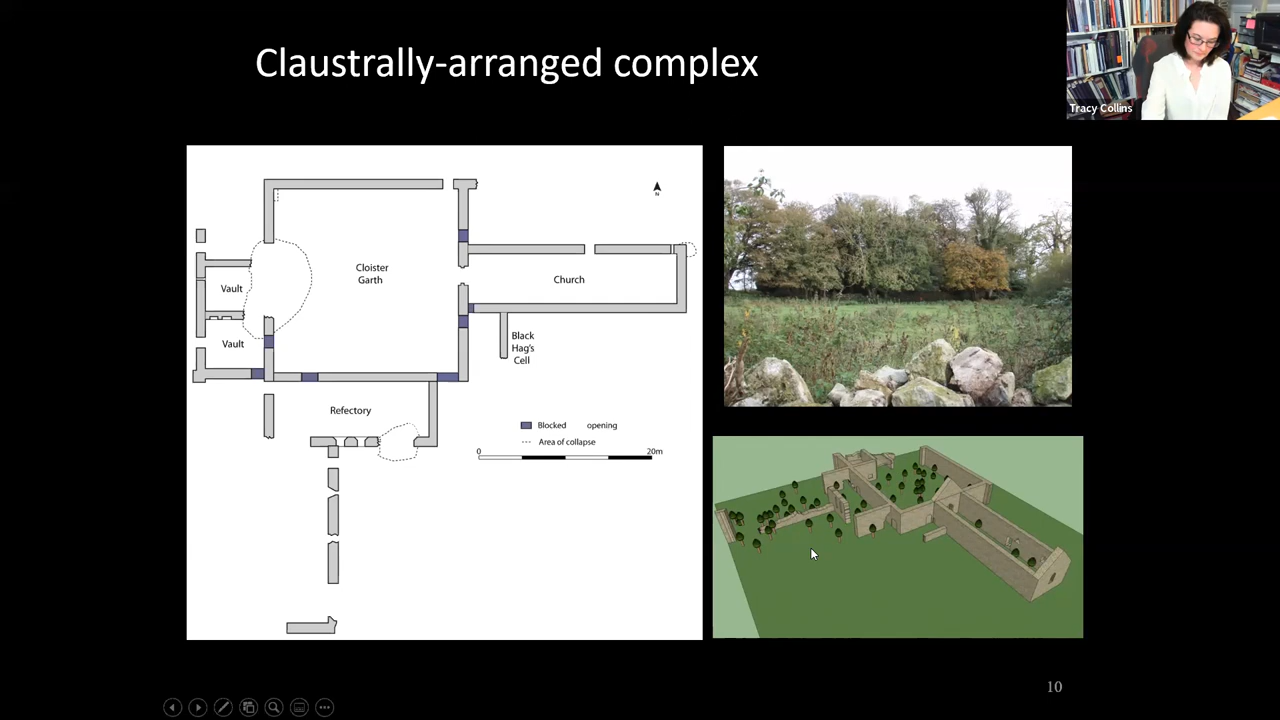 Claustrally-arranged complex
Tracy Collins
N
Cloister
Garth
Church
Vault
Vault
Black
Hag's
Cell
Refectory
Blocked opening
Area of collapse
0 20m
10